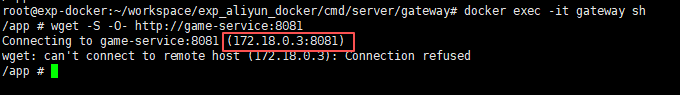 root@exp-docker:~/workspace/exp_aliyun_docker/cmd/server/gateway# docker exec -it gateway sh
/app # wget -S -O- http://game-service:8081
Connecting to game-service:8081 (172.18.0.3:8081)
wget: can't connect to remote host (172.18.0.3): Connection refused
/app #